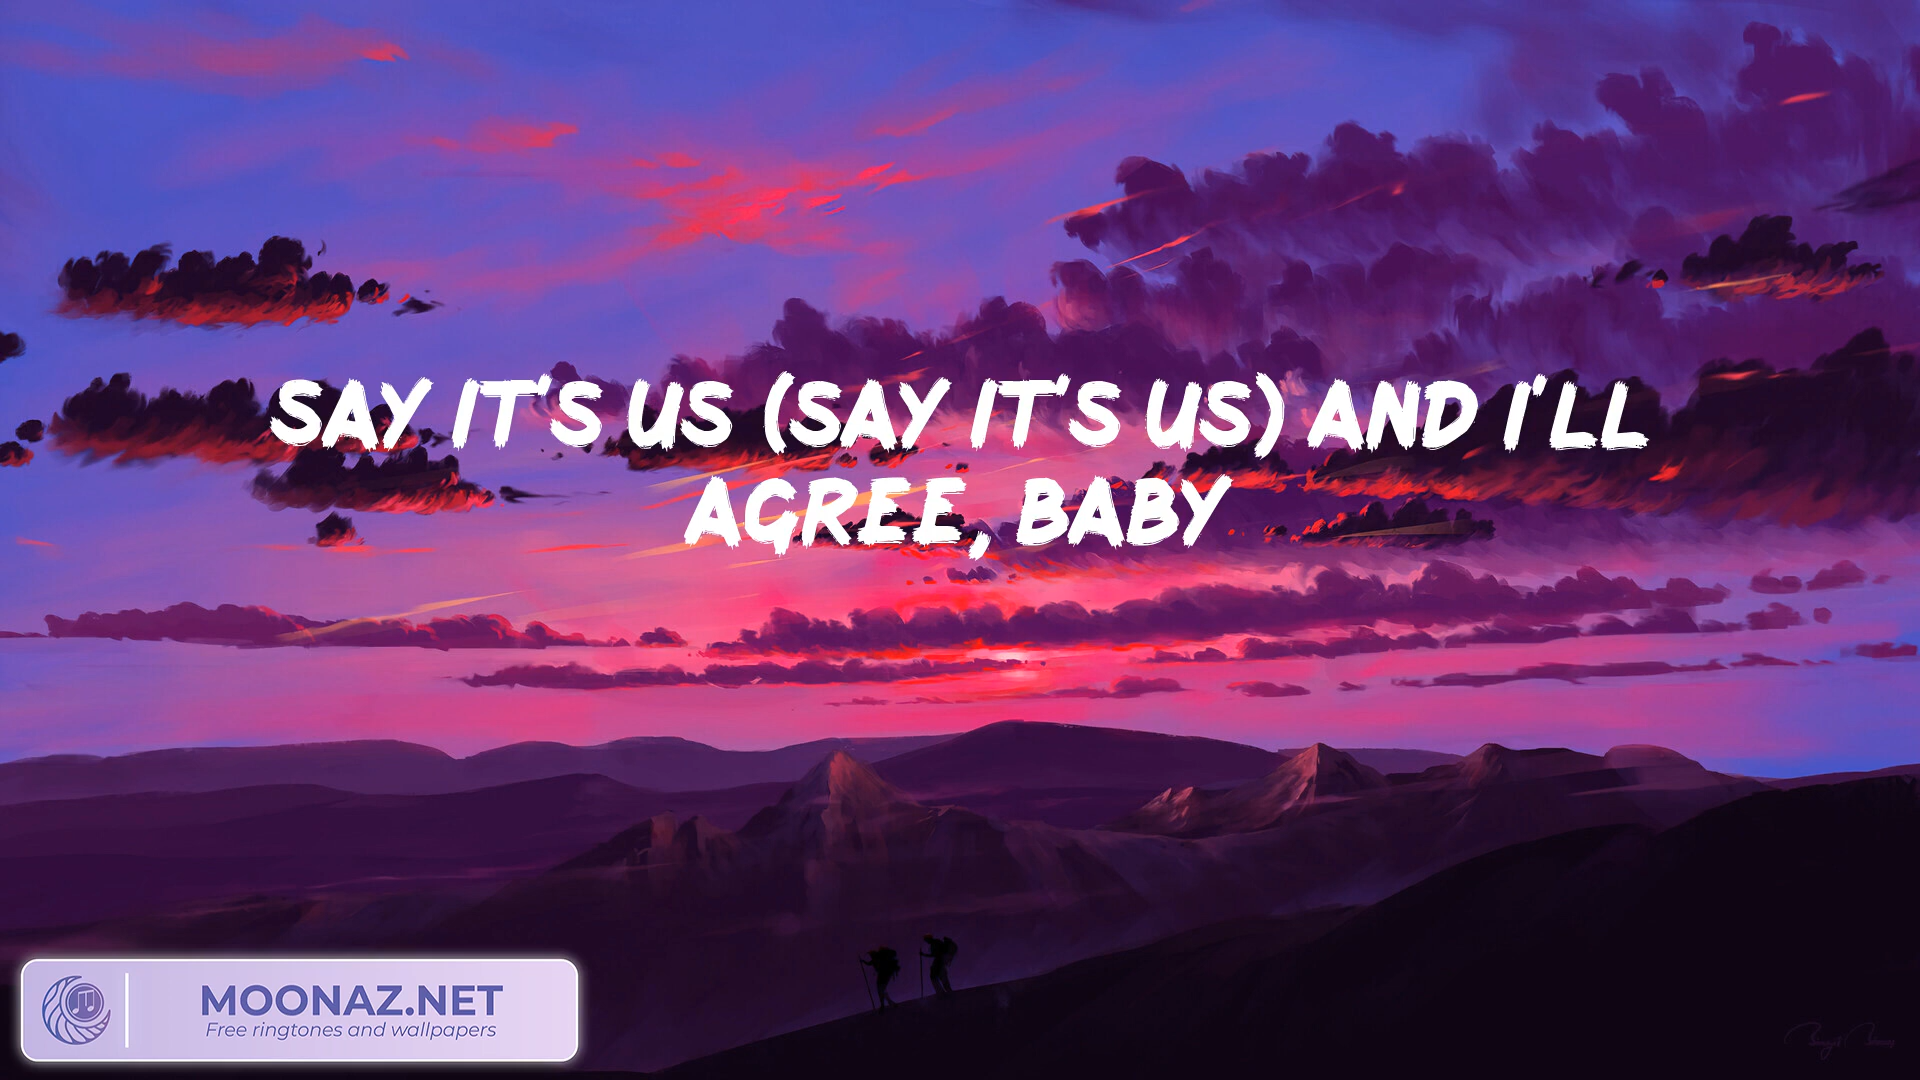 SAY IT'S US (SAY IT'S US) AND I'LL
AGREE, BABY
MOONAZ.NET
Free ringtones and wallpapers